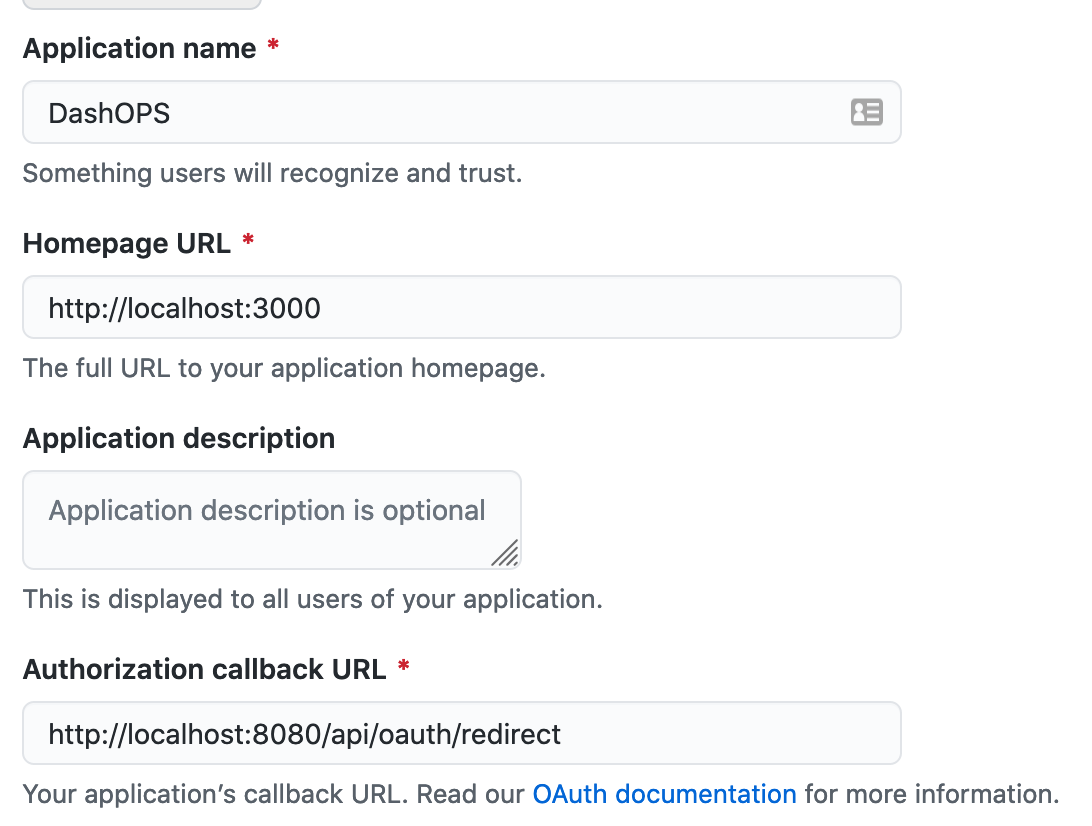 Application name *
DashOPS
Something users will recognize and trust.
Homepage URL *
http://localhost:3000
The full URL to your application homepage.
Application description
Application description is optional
This is displayed to all users of your application.
Authorization callback URL *
http://localhost:8080/api/oauth/redirect
Your application’s callback URL. Read our OAuth documentation for more information.